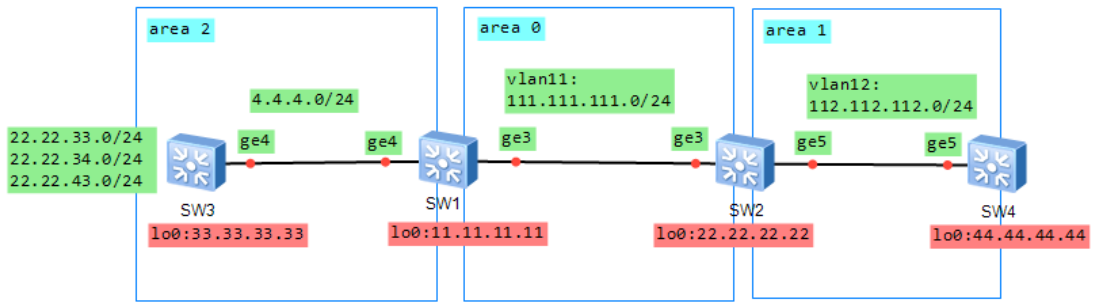 area 2
area 0
area 1
vlan11:
111.111.111.0/24
vlan12:
112.112.112.0/24
4.4.4.0/24
22.22.33.0/24
22.22.34.0/24
22.22.43.0/24
ge4
ge4
ge3
ge3
ge5
ge5
SW3
SW1
SW2
SW4
lo0:33.33.33.33
lo0:11.11.11.11
lo0:22.22.22.22
lo0:44.44.44.44